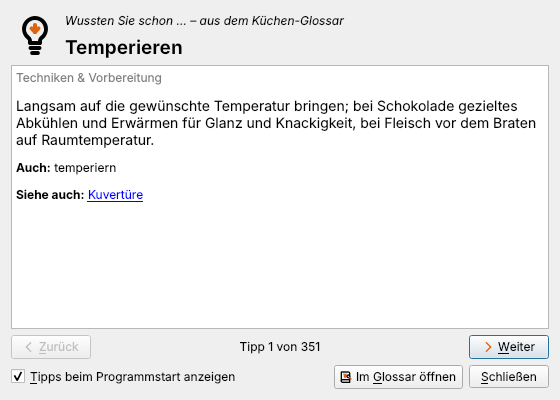 Wussten Sie schon ... – aus dem Küchen-Glossar
Temperieren
Techniken & Vorbereitung
Langsam auf die gewünschte Temperatur bringen; bei Schokolade gezieltes
Abkühlen und Erwärmen für Glanz und Knackigkeit, bei Fleisch vor dem Braten
auf Raumtemperatur.
Auch: temperiern
Siehe auch: Kuvertüre
Zurück
Tipp 1 von 351
Weiter
Tipps beim Programmstart anzeigen
Im Glossar öffnen
Schließen